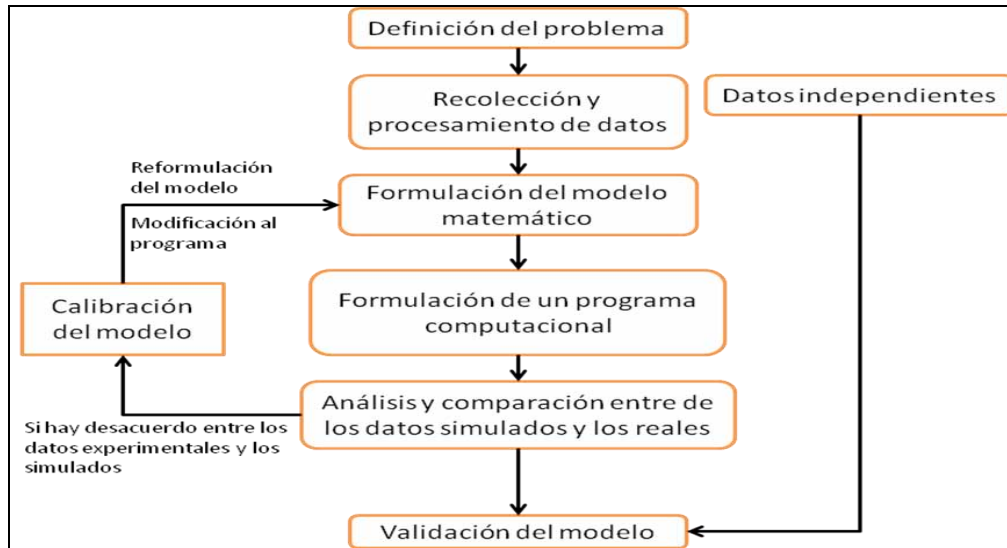 Definición del problema
Recolección y
procesamiento de datos
Datos independientes
Reformulación
del modelo
Modificación al
programa
Formulación del modelo
matemático
Formulación de un programa
computacional
Calibración
del modelo
Análisis y comparación entre de
los datos simulados y los reales
Si hay desacuerdo entre los
datos experimentales y los
simulados
Validación del modelo